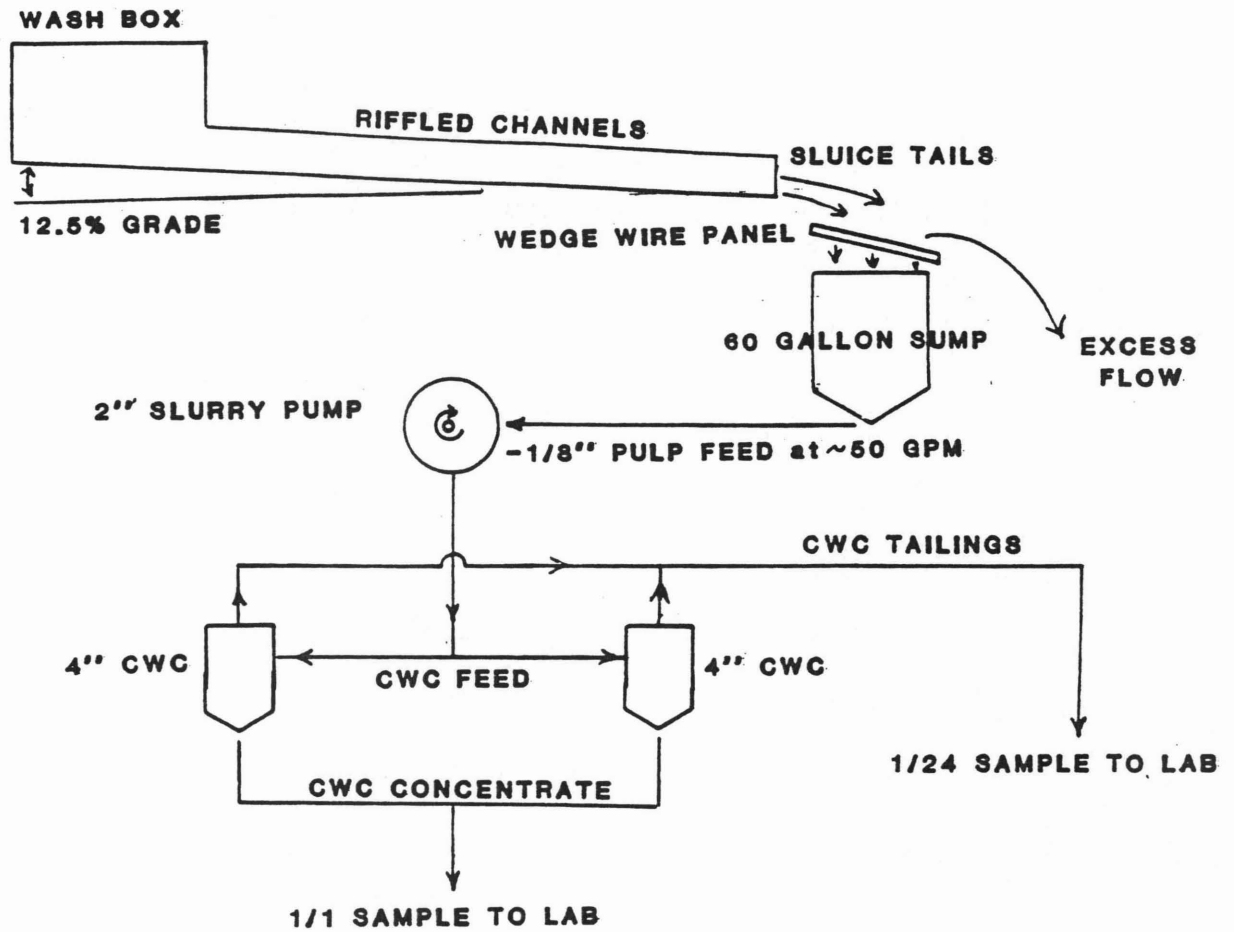 WASH BOX
RIFFLED CHANNELS
SLUICE TAILS
12.5% GRADE
WEDGE WIRE PANEL
60 GALLON SUMP
EXCESS
FLOW
2" SLURRY PUMP
-1/8" PULP FEED at ~50 GPM
CWC TAILINGS
4" CWC
CWC FEED
4" CWC
1/24 SAMPLE TO LAB
CWC CONCENTRATE
1/1 SAMPLE TO LAB